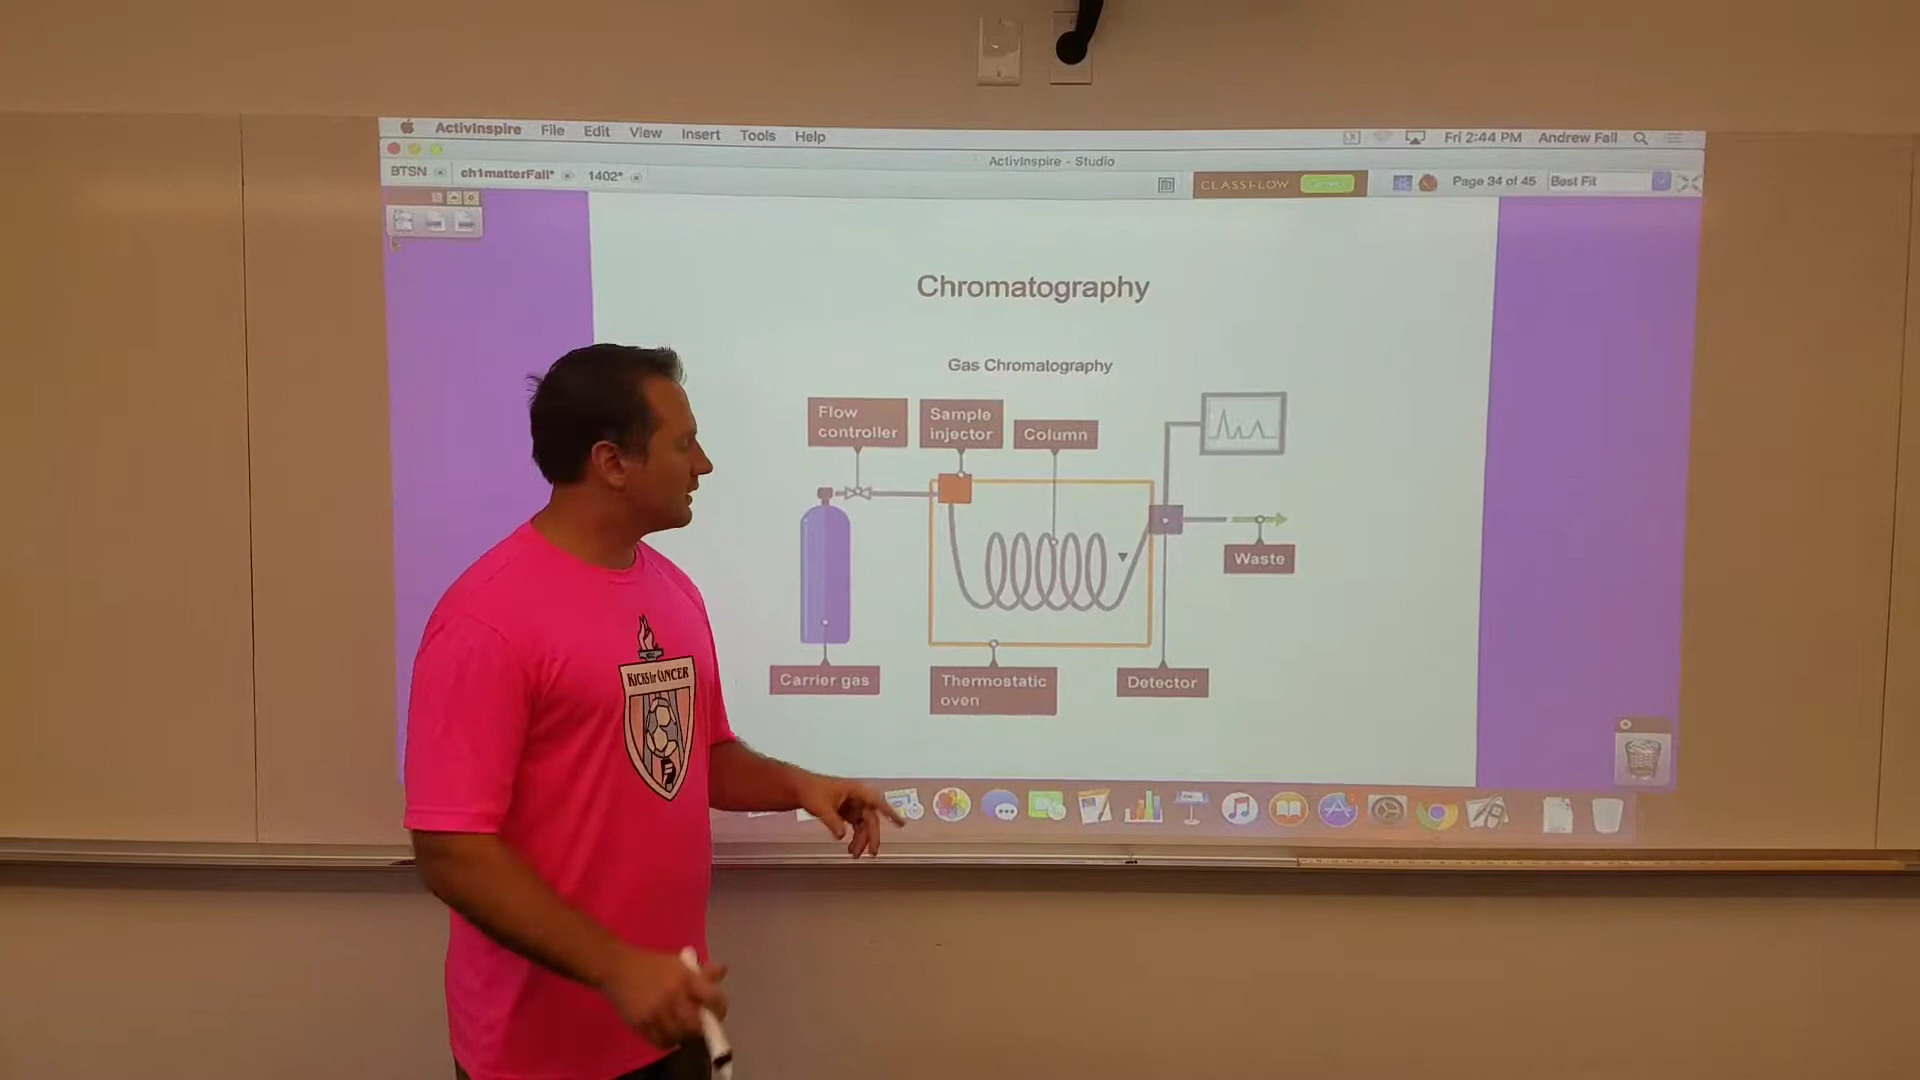 ActivInspire File Edit View Insert Tools Help Fri 2:44 PM Andrew Fall
ActivInspire - Studio
BTSN ch1matterFall* 1402* CLASSFLOW Page 34 of 45 Best Fit
Chromatography
Gas Chromatography
Flow
controller
Sample
injector
Column
Waste
Carrier gas
Thermostatic
oven
Detector
KICKS for CANCER